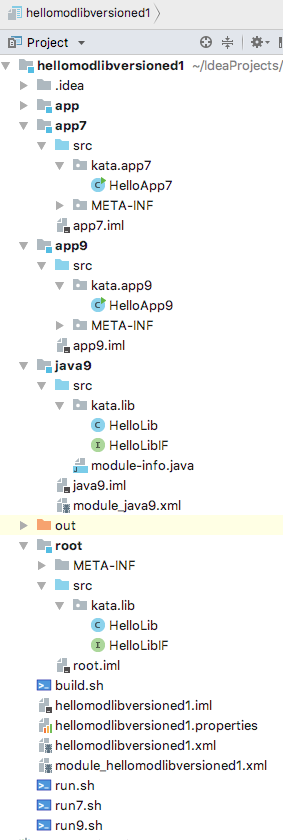 hellomodlibversioned1
Project
hellomodlibversioned1 ~/IdeaProjects/
.idea
app
app7
src
kata.app7
HelloApp7
META-INF
app7.iml
app9
src
kata.app9
HelloApp9
META-INF
app9.iml
java9
src
kata.lib
HelloLib
HelloLibIF
module-info.java
java9.iml
module_java9.xml
out
root
META-INF
src
kata.lib
HelloLib
HelloLibIF
root.iml
build.sh
hellomodlibversioned1.iml
hellomodlibversioned1.properties
hellomodlibversioned1.xml
module_hellomodlibversioned1.xml
run.sh
run7.sh
run9.sh